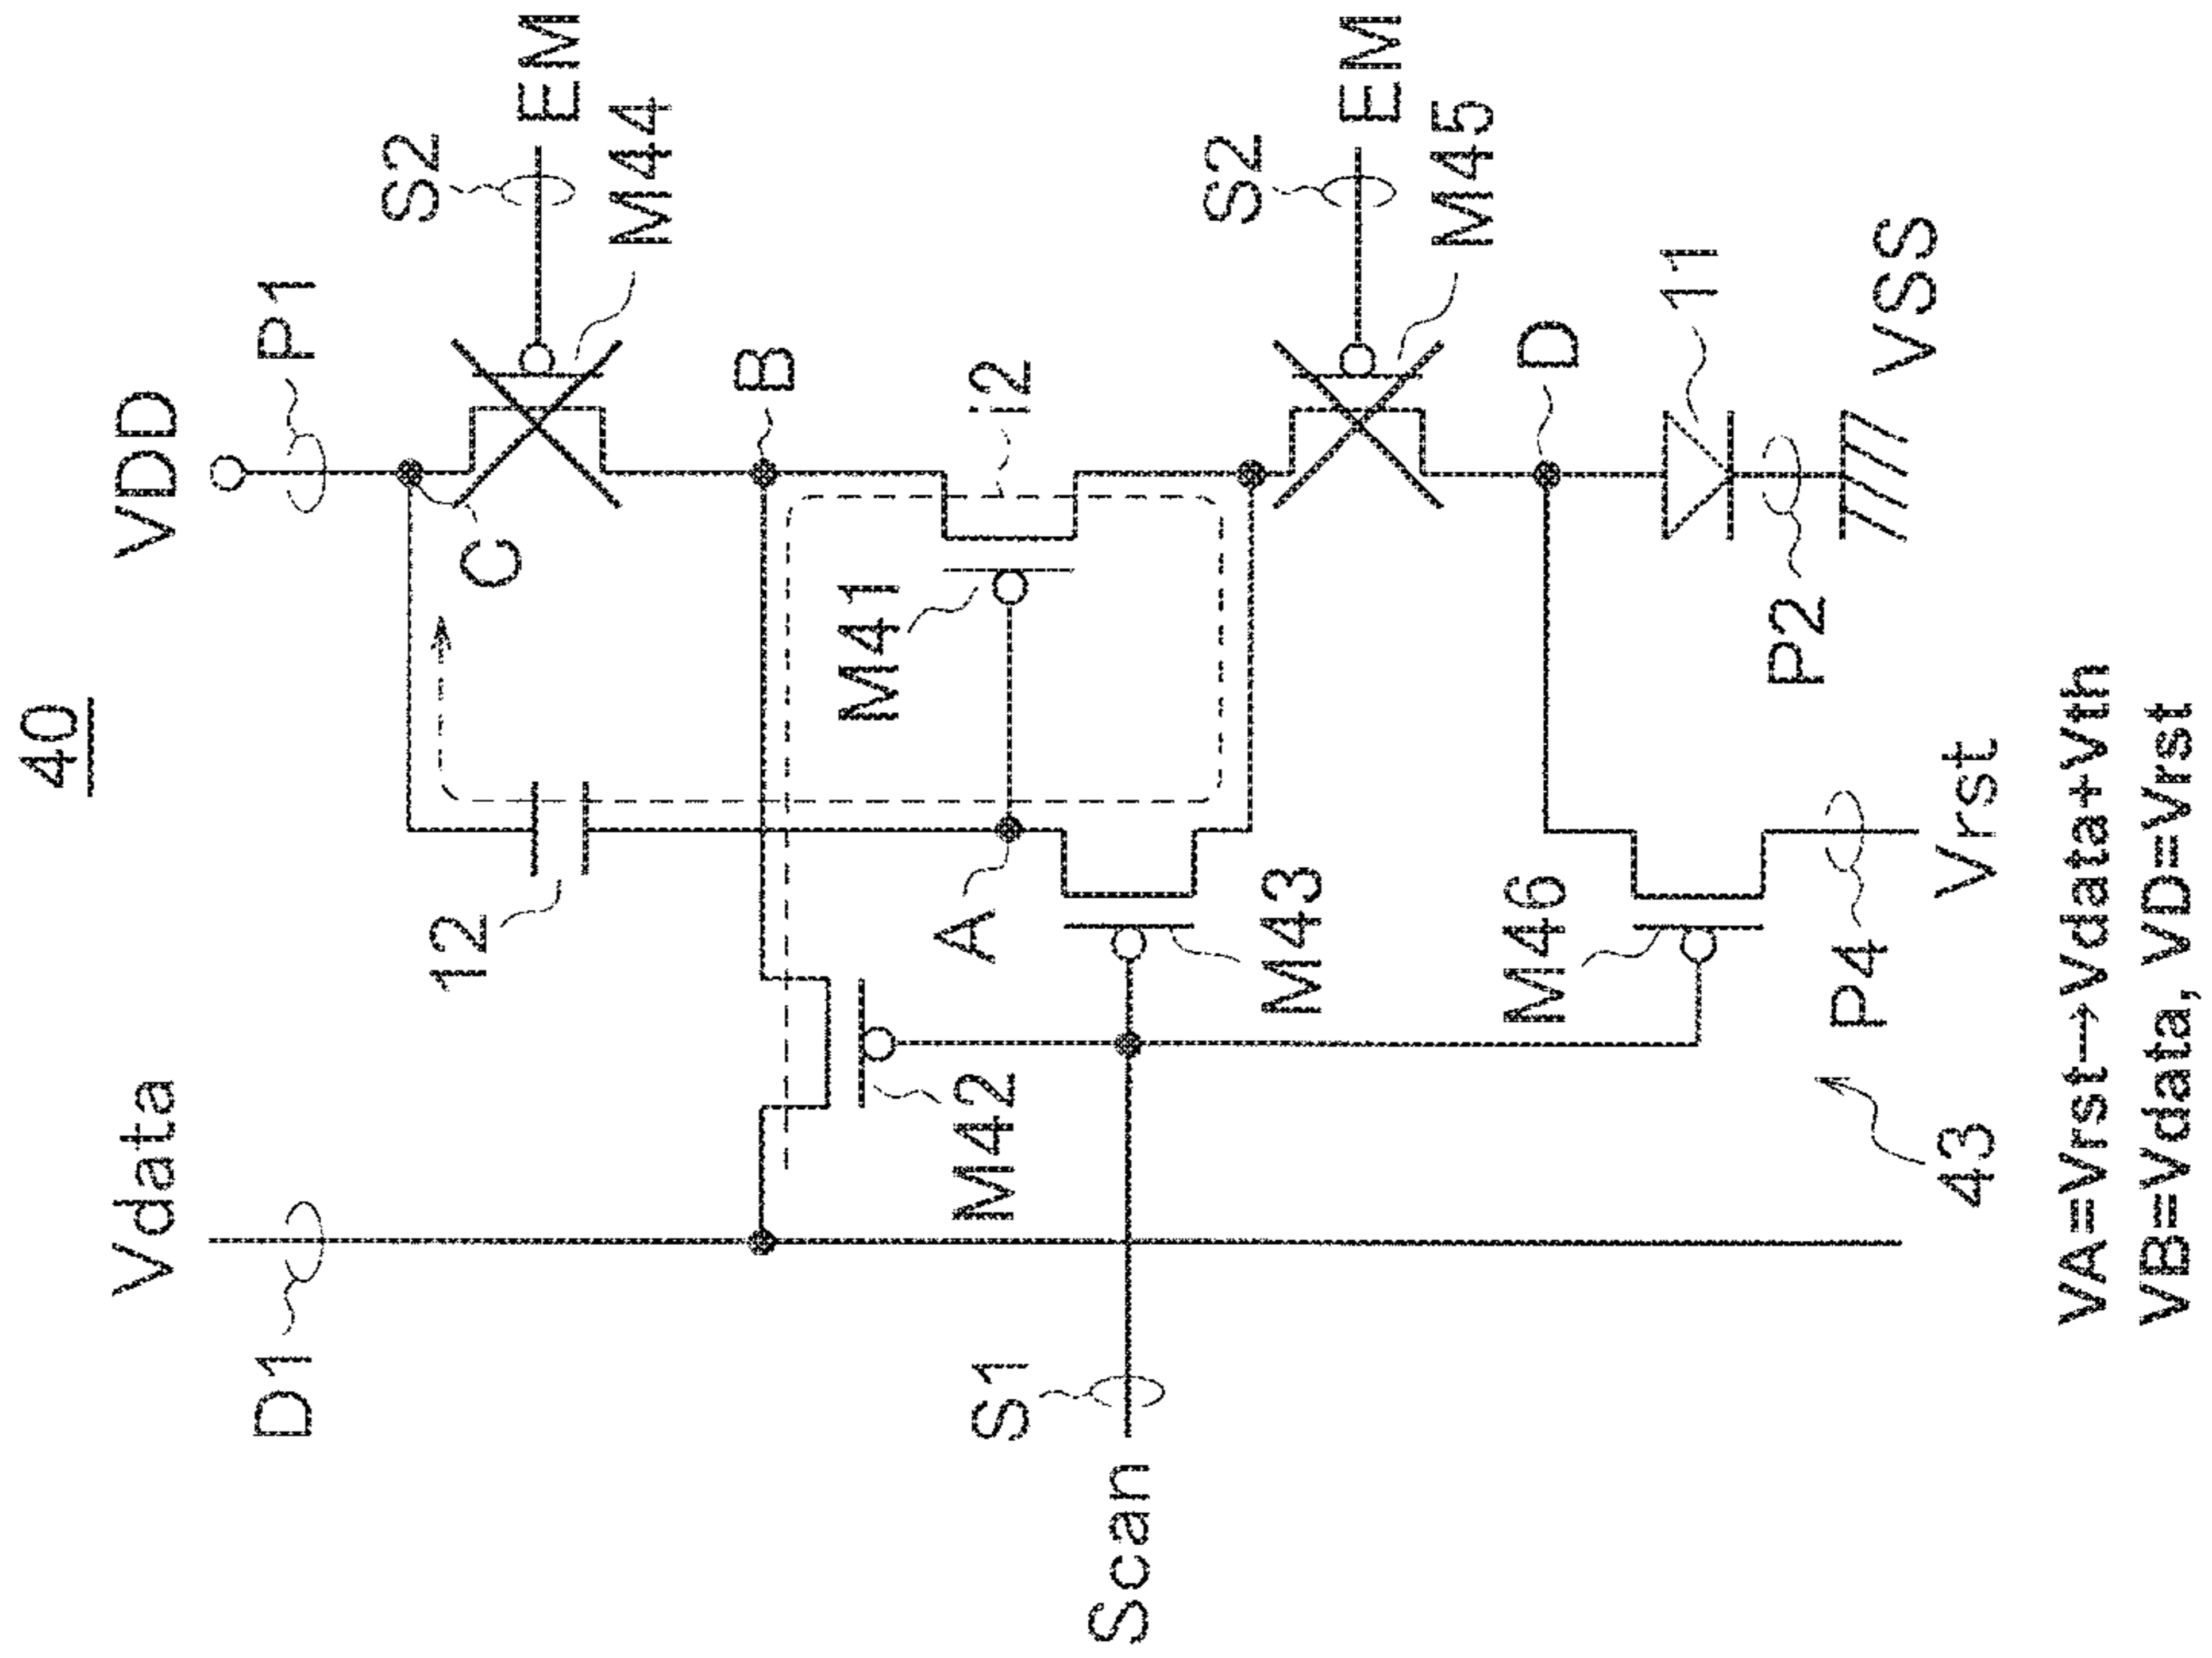 40
Vdata
VDD
D1
P1
S2
12
C
EM
M44
B
M41
A
M42
S1
i2
Scan
S2
M43
EM
M45
M46
D
11
P2
P4
VSS
43
Vrst
VA=Vrst→Vdata+Vth
VB=Vdata, VD=Vrst